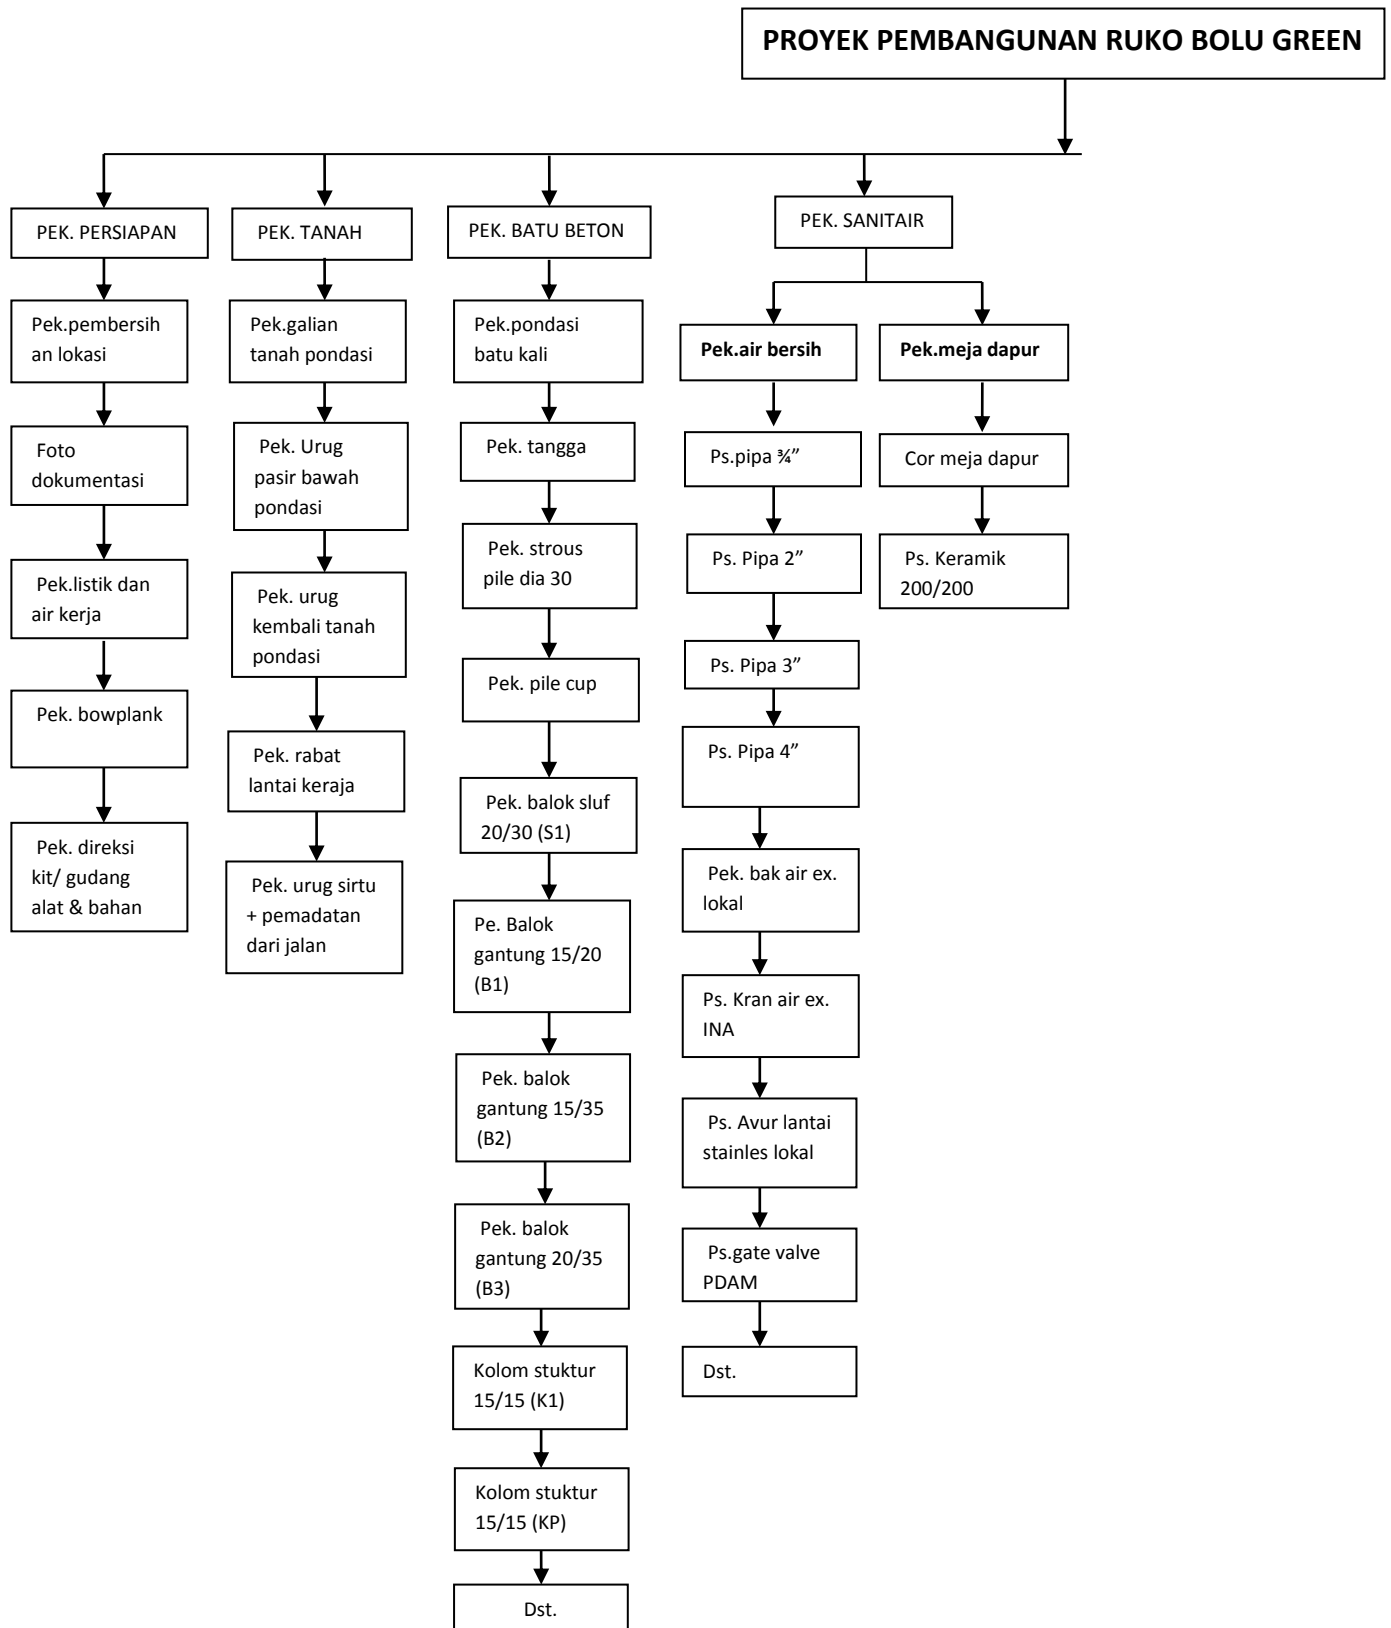 PROYEK PEMBANGUNAN RUKO BOLU GREEN
PEK. PERSIAPAN
Pek.pembersih
an lokasi
Foto
dokumentasi
Pek.listik dan
air kerja
Pek. bowplank
Pek. direksi
kit/ gudang
alat & bahan
PEK. TANAH
Pek.galian
tanah pondasi
Pek. Urug
pasir bawah
pondasi
Pek. urug
kembali tanah
pondasi
Pek. rabat
lantai keraja
Pek. urug sirtu
+ pemadatan
dari jalan
PEK. BATU BETON
Pek.pondasi
batu kali
Pek. tangga
Pek. strous
pile dia 30
Pek. pile cup
Pek. balok sluf
20/30 (S1)
Pe. Balok
gantung 15/20
(B1)
Pek. balok
gantung 15/35
(B2)
Pek. balok
gantung 20/35
(B3)
Kolom stuktur
15/15 (K1)
Kolom stuktur
15/15 (KP)
Dst.
PEK. SANITAIR
Pek.air bersih
Ps.pipa ¾”
Ps. Pipa 2”
Ps. Pipa 3”
Ps. Pipa 4”
Pek. bak air ex.
lokal
Ps. Kran air ex.
INA
Ps. Avur lantai
stainles lokal
Ps.gate valve
PDAM
Dst.
Pek.meja dapur
Cor meja dapur
Ps. Keramik
200/200